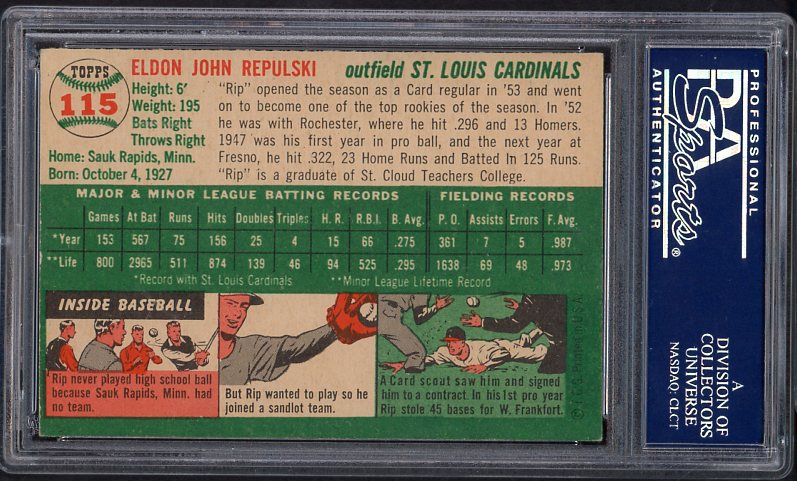 TOPPS
115
ELDON JOHN REPULSKI outfield ST. LOUIS CARDINALS
Height: 6'
Weight: 195
Bats Right
Throws Right
Home: Sauk Rapids, Minn.
Born: October 4, 1927
"Rip" opened the season as a Card regular in '53 and went
on to become one of the top rookies of the season. In '52
he was with Rochester, where he hit .296 and 13 Homers.
1947 was his first year in pro ball, and the next year at
Fresno, he hit .322, 23 Home Runs and Batted In 125 Runs.
"Rip" is a graduate of St. Cloud Teachers College.
MAJOR & MINOR LEAGUE BATTING RECORDS FIELDING RECORDS
Games At Bat Runs Hits Doubles Triples H. R. R.B.I. B. Avg. P. O. Assists Errors F. Avg.
*Year 153 567 75 156 25 4 15 66 .275 361 7 5 .987
**Life 800 2965 511 874 139 46 94 525 .295 1638 69 48 .973
*Record with St. Louis Cardinals **Minor League Lifetime Record
INSIDE BASEBALL
Rip never played high school ball
because Sauk Rapids, Minn. had
no team.
But Rip wanted to play so he
joined a sandlot team.
A Card scout saw him and signed
him to a contract. In his 1st pro year
Rip stole 45 bases for W. Frankfort.
© T. C. G. Printed in U.S.A.
PSA
Sports
®
PROFESSIONAL
SPORTS
AUTHENTICATOR
A
DIVISION OF
COLLECTORS
UNIVERSE
NASDAQ: CLCT